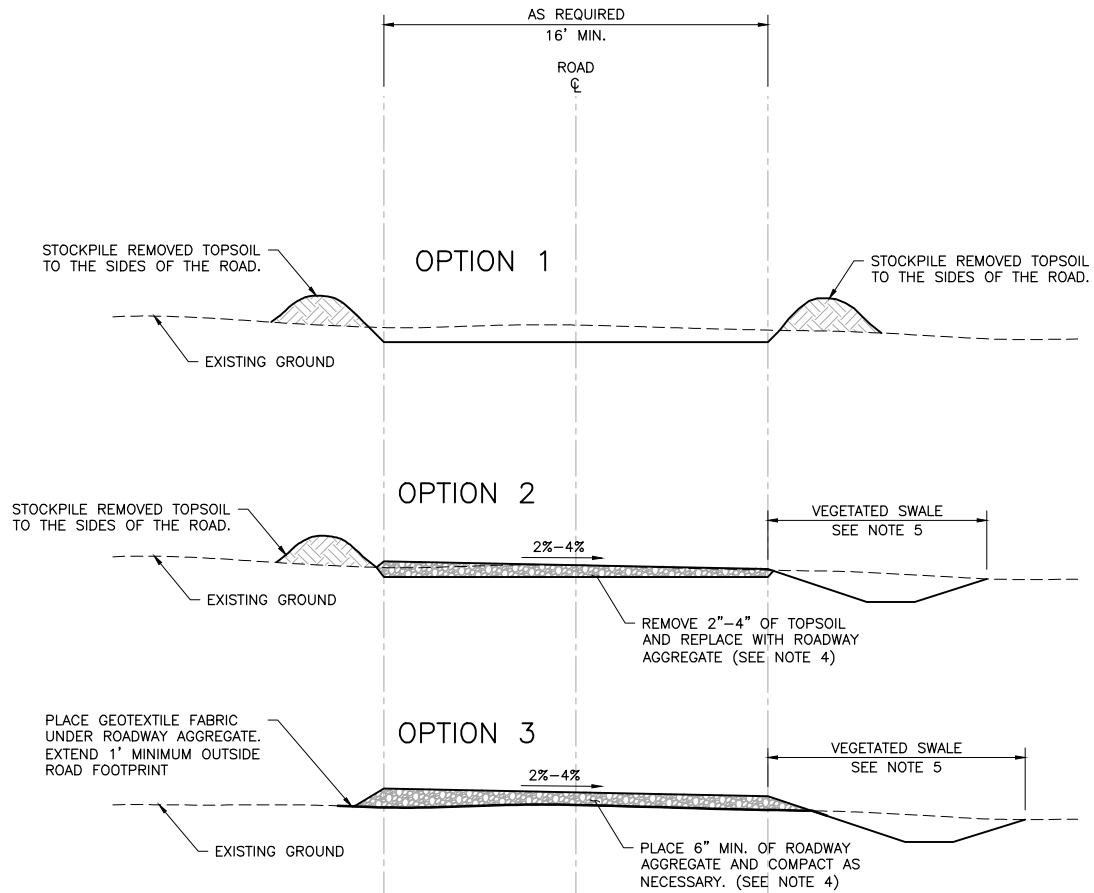 AS REQUIRED
16' MIN.
ROAD
℄
OPTION 1
STOCKPILE REMOVED TOPSOIL
TO THE SIDES OF THE ROAD.
STOCKPILE REMOVED TOPSOIL
TO THE SIDES OF THE ROAD.
EXISTING GROUND
OPTION 2
STOCKPILE REMOVED TOPSOIL
TO THE SIDES OF THE ROAD.
VEGETATED SWALE
SEE NOTE 5
2%-4%
EXISTING GROUND
REMOVE 2"-4" OF TOPSOIL
AND REPLACE WITH ROADWAY
AGGREGATE (SEE NOTE 4)
OPTION 3
PLACE GEOTEXTILE FABRIC
UNDER ROADWAY AGGREGATE.
EXTEND 1' MINIMUM OUTSIDE
ROAD FOOTPRINT
VEGETATED SWALE
SEE NOTE 5
2%-4%
EXISTING GROUND
PLACE 6" MIN. OF ROADWAY
AGGREGATE AND COMPACT AS
NECESSARY. (SEE NOTE 4)